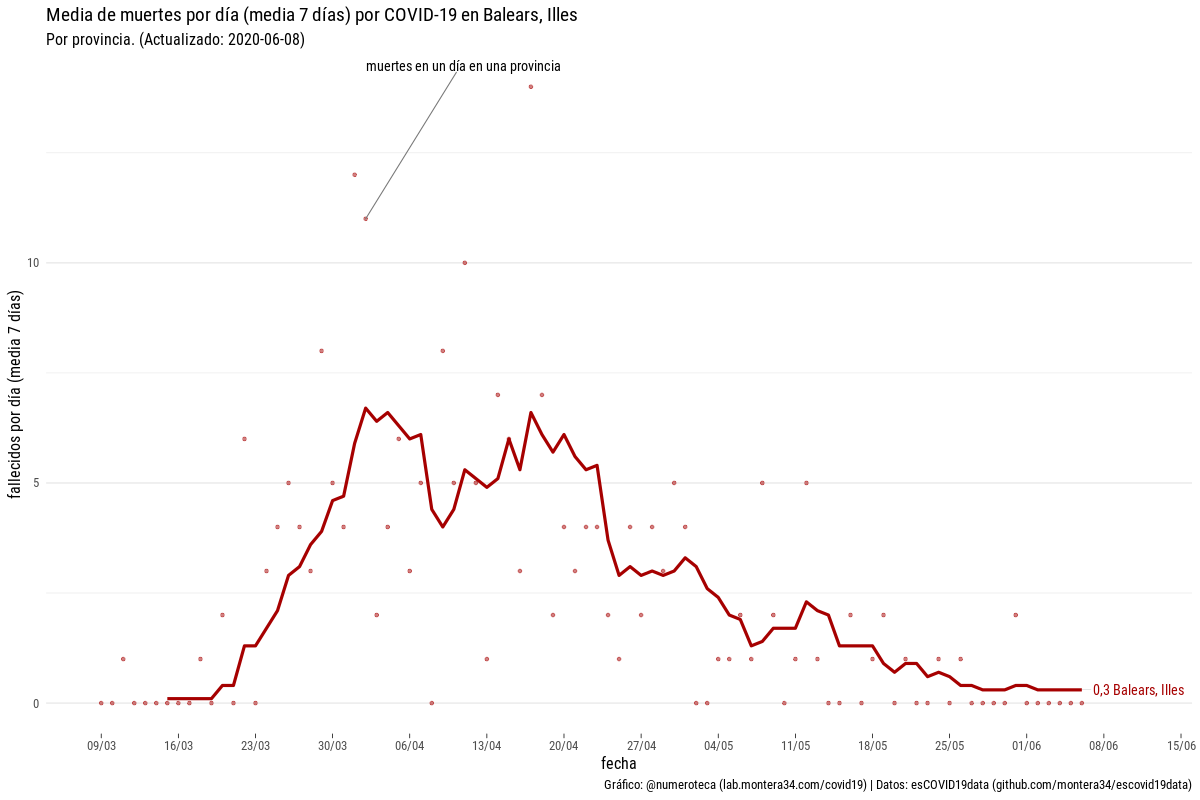 Media de muertes por día (media 7 días) por COVID-19 en Balears, Illes
Por provincia. (Actualizado: 2020-06-08)
muertes en un día en una provincia
fallecidos por día (media 7 días)
10
5
0
0,3 Balears, Illes
09/03 16/03 23/03 30/03 06/04 13/04 20/04 27/04 04/05 11/05 18/05 25/05 01/06 08/06 15/06
fecha
Gráfico: @numeroteca (lab.montera34.com/covid19) | Datos: esCOVID19data (github.com/montera34/escovid19data)